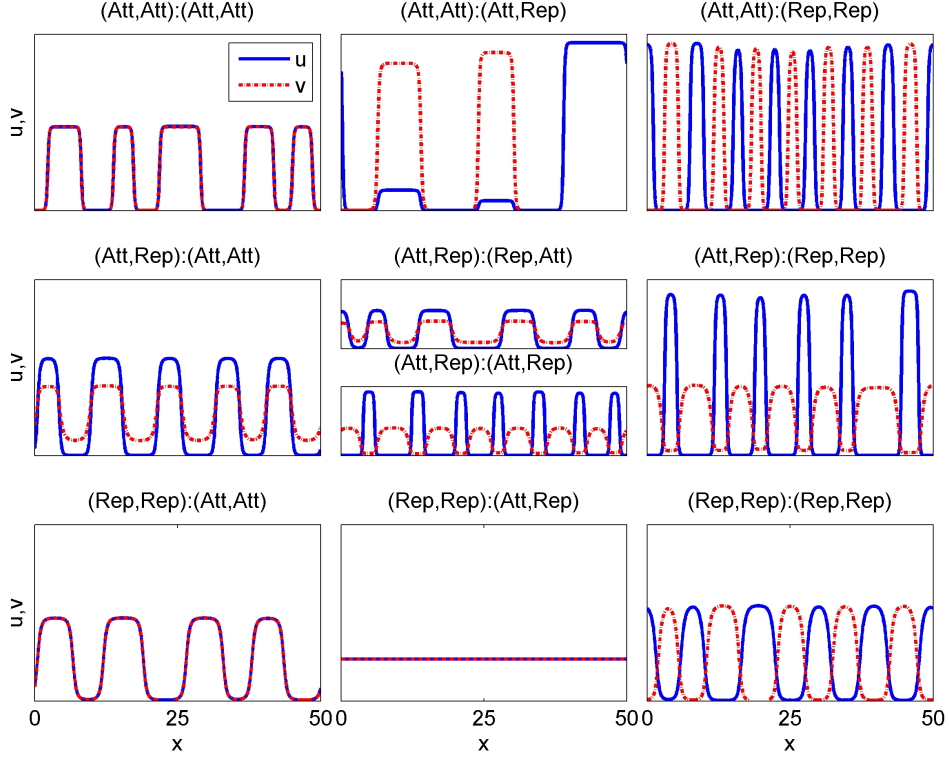 (Att,Att):(Att,Att) (Att,Att):(Att,Rep) (Att,Att):(Rep,Rep)
u
v
u,v
(Att,Rep):(Att,Att) (Att,Rep):(Rep,Att) (Att,Rep):(Rep,Rep)
u,v
(Att,Rep):(Att,Rep)
(Rep,Rep):(Att,Att) (Rep,Rep):(Att,Rep) (Rep,Rep):(Rep,Rep)
u,v
0 25 50 0 25 50 0 25 50
x x x